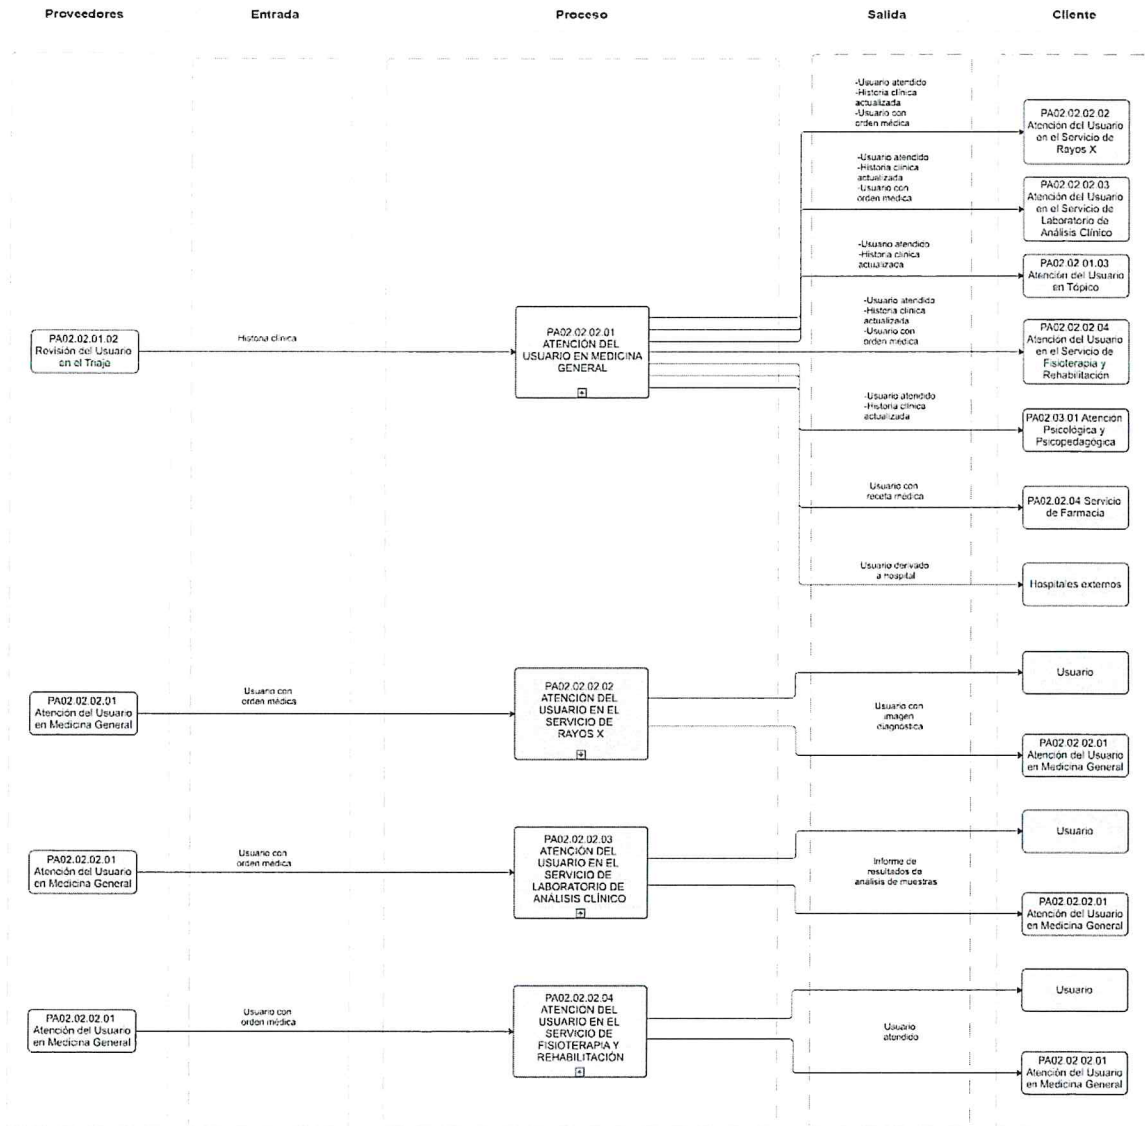 Proveedores
Entrada
Proceso
Salida
Cliente
-Usuario atendido
-Historia clínica
actualizada
-Usuario con
orden médica
PA02.02.02.02
Atención del Usuario
en el Servicio de
Rayos X
-Usuario atendido
-Historia clínica
actualizada
-Usuario con
orden médica
PA02.02.02.03
Atención del Usuario
en el Servicio de
Laboratorio de
Análisis Clínico
-Usuario atendido
-Historia clínica
actualizada
PA02.02.01.03
Atención del Usuario
en Tópico
PA02.02.01.02
Revisión del Usuario
en el Triaje
Historia clínica
PA02.02.02.01
ATENCIÓN DEL
USUARIO EN MEDICINA
GENERAL
-Usuario atendido
-Historia clínica
actualizada
-Usuario con
orden médica
PA02.02.02.04
Atención del Usuario
en el Servicio de
Fisioterapia y
Rehabilitación
-Usuario atendido
-Historia clínica
actualizada
PA02.03.01 Atención
Psicológica y
Psicopedagógica
Usuario con
receta médica
PA02.02.04 Servicio
de Farmacia
Usuario derivado
a hospital
Hospitales externos
PA02.02.02.01
Atención del Usuario
en Medicina General
Usuario con
orden médica
PA02.02.02.02
ATENCIÓN DEL
USUARIO EN EL
SERVICIO DE
RAYOS X
Usuario con
imagen
diagnóstica
Usuario
PA02.02.02.01
Atención del Usuario
en Medicina General
PA02.02.02.01
Atención del Usuario
en Medicina General
Usuario con
orden médica
PA02.02.02.03
ATENCIÓN DEL
USUARIO EN EL
SERVICIO DE
LABORATORIO DE
ANÁLISIS CLÍNICO
Informe de
resultados de
análisis de muestras
Usuario
PA02.02.02.01
Atención del Usuario
en Medicina General
PA02.02.02.01
Atención del Usuario
en Medicina General
Usuario con
orden médica
PA02.02.02.04
ATENCIÓN DEL
USUARIO EN EL
SERVICIO DE
FISIOTERAPIA Y
REHABILITACIÓN
Usuario
atendido
Usuario
PA02.02.02.01
Atención del Usuario
en Medicina General